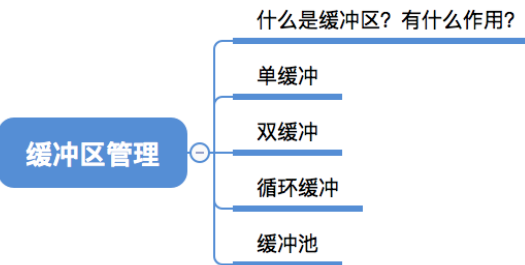 什么是缓冲区？有什么作用？
单缓冲
缓冲区管理
双缓冲
循环缓冲
缓冲池